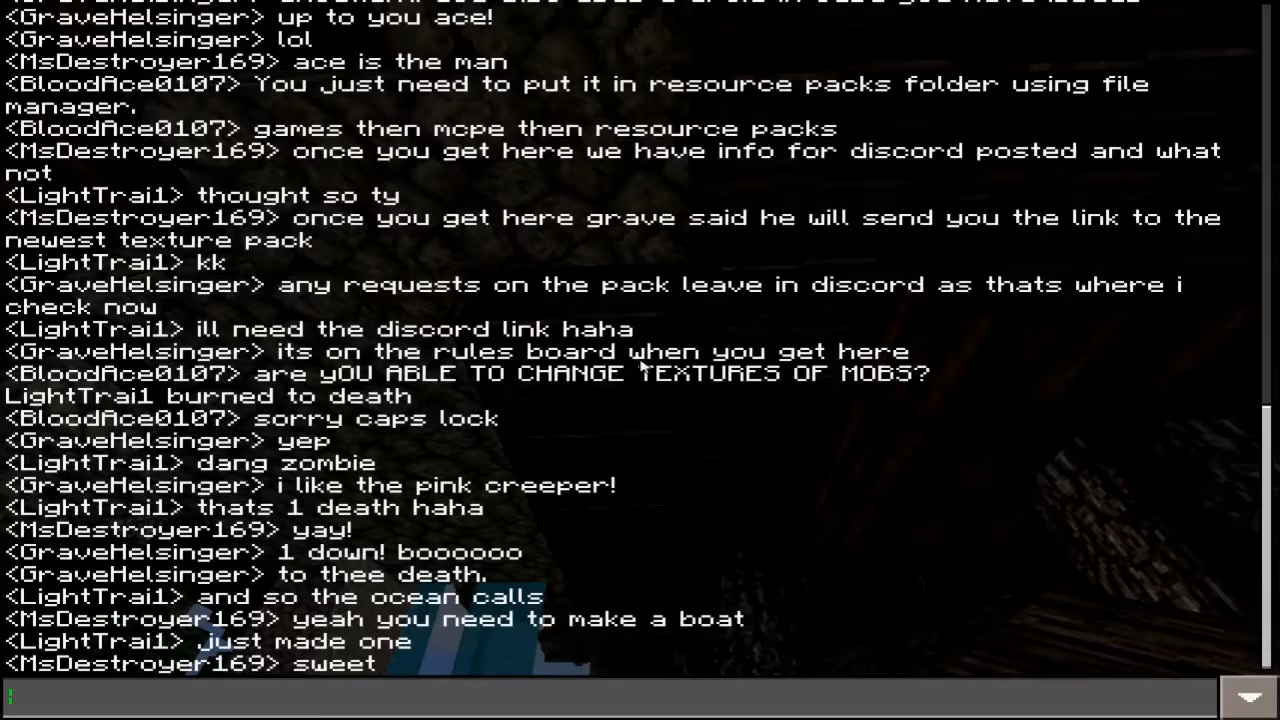 <GraveHelsinger> up to you ace!
<GraveHelsinger> lol
<MsDestroyer169> ace is the man
<BloodAce0107> You just need to put it in resource packs folder using file
manager.
<BloodAce0107> games then mcpe then resource packs
<MsDestroyer169> once you get here we have info for discord posted and what
not
<LightTrai1> thought so ty
<MsDestroyer169> once you get here grave said he will send you the link to the
newest texture pack
<LightTrai1> kk
<GraveHelsinger> any requests on the pack leave in discord as thats where i
check now
<LightTrai1> ill need the discord link haha
<GraveHelsinger> its on the rules board when you get here
<BloodAce0107> are yOU ABLE TO CHANGE TEXTURES OF MOBS?
LightTrai1 burned to death
<BloodAce0107> sorry caps lock
<GraveHelsinger> yep
<LightTrai1> dang zombie
<GraveHelsinger> i like the pink creeper!
<LightTrai1> thats 1 death haha
<MsDestroyer169> yay!
<GraveHelsinger> 1 down! boooooo
<GraveHelsinger> to thee death.
<LightTrai1> and so the ocean calls
<MsDestroyer169> yeah you need to make a boat
<LightTrai1> just made one
<MsDestroyer169> sweet